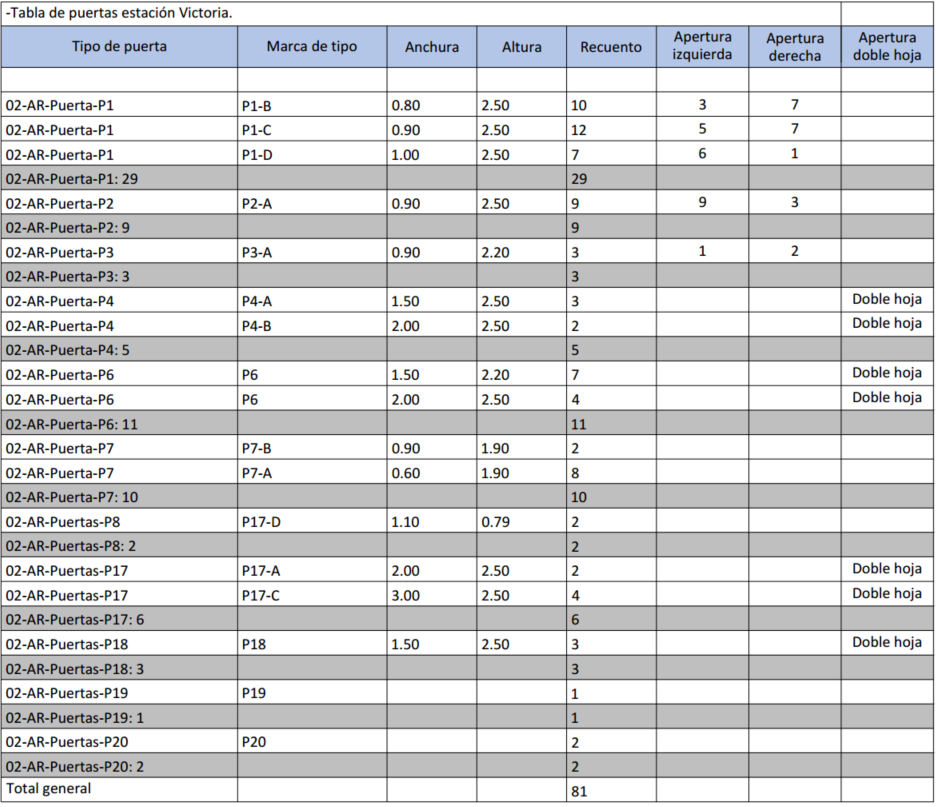 -Tabla de puertas estación Victoria.
Tipo de puerta Marca de tipo Anchura Altura Recuento Apertura izquierda Apertura derecha Apertura doble hoja
02-AR-Puerta-P1 P1-B 0.80 2.50 10 3 7
02-AR-Puerta-P1 P1-C 0.90 2.50 12 5 7
02-AR-Puerta-P1 P1-D 1.00 2.50 7 6 1
02-AR-Puerta-P1: 29 29
02-AR-Puerta-P2 P2-A 0.90 2.50 9 9 3
02-AR-Puerta-P2: 9 9
02-AR-Puerta-P3 P3-A 0.90 2.20 3 1 2
02-AR-Puerta-P3: 3 3
02-AR-Puerta-P4 P4-A 1.50 2.50 3 Doble hoja
02-AR-Puerta-P4 P4-B 2.00 2.50 2 Doble hoja
02-AR-Puerta-P4: 5 5
02-AR-Puerta-P6 P6 1.50 2.20 7 Doble hoja
02-AR-Puerta-P6 P6 2.00 2.50 4 Doble hoja
02-AR-Puerta-P6: 11 11
02-AR-Puerta-P7 P7-B 0.90 1.90 2
02-AR-Puerta-P7 P7-A 0.60 1.90 8
02-AR-Puerta-P7: 10 10
02-AR-Puertas-P8 P17-D 1.10 0.79 2
02-AR-Puertas-P8: 2 2
02-AR-Puertas-P17 P17-A 2.00 2.50 2 Doble hoja
02-AR-Puertas-P17 P17-C 3.00 2.50 4 Doble hoja
02-AR-Puertas-P17: 6 6
02-AR-Puertas-P18 P18 1.50 2.50 3 Doble hoja
02-AR-Puertas-P18: 3 3
02-AR-Puertas-P19 P19 1
02-AR-Puertas-P19: 1 1
02-AR-Puertas-P20 P20 2
02-AR-Puertas-P20: 2 2
Total general 81